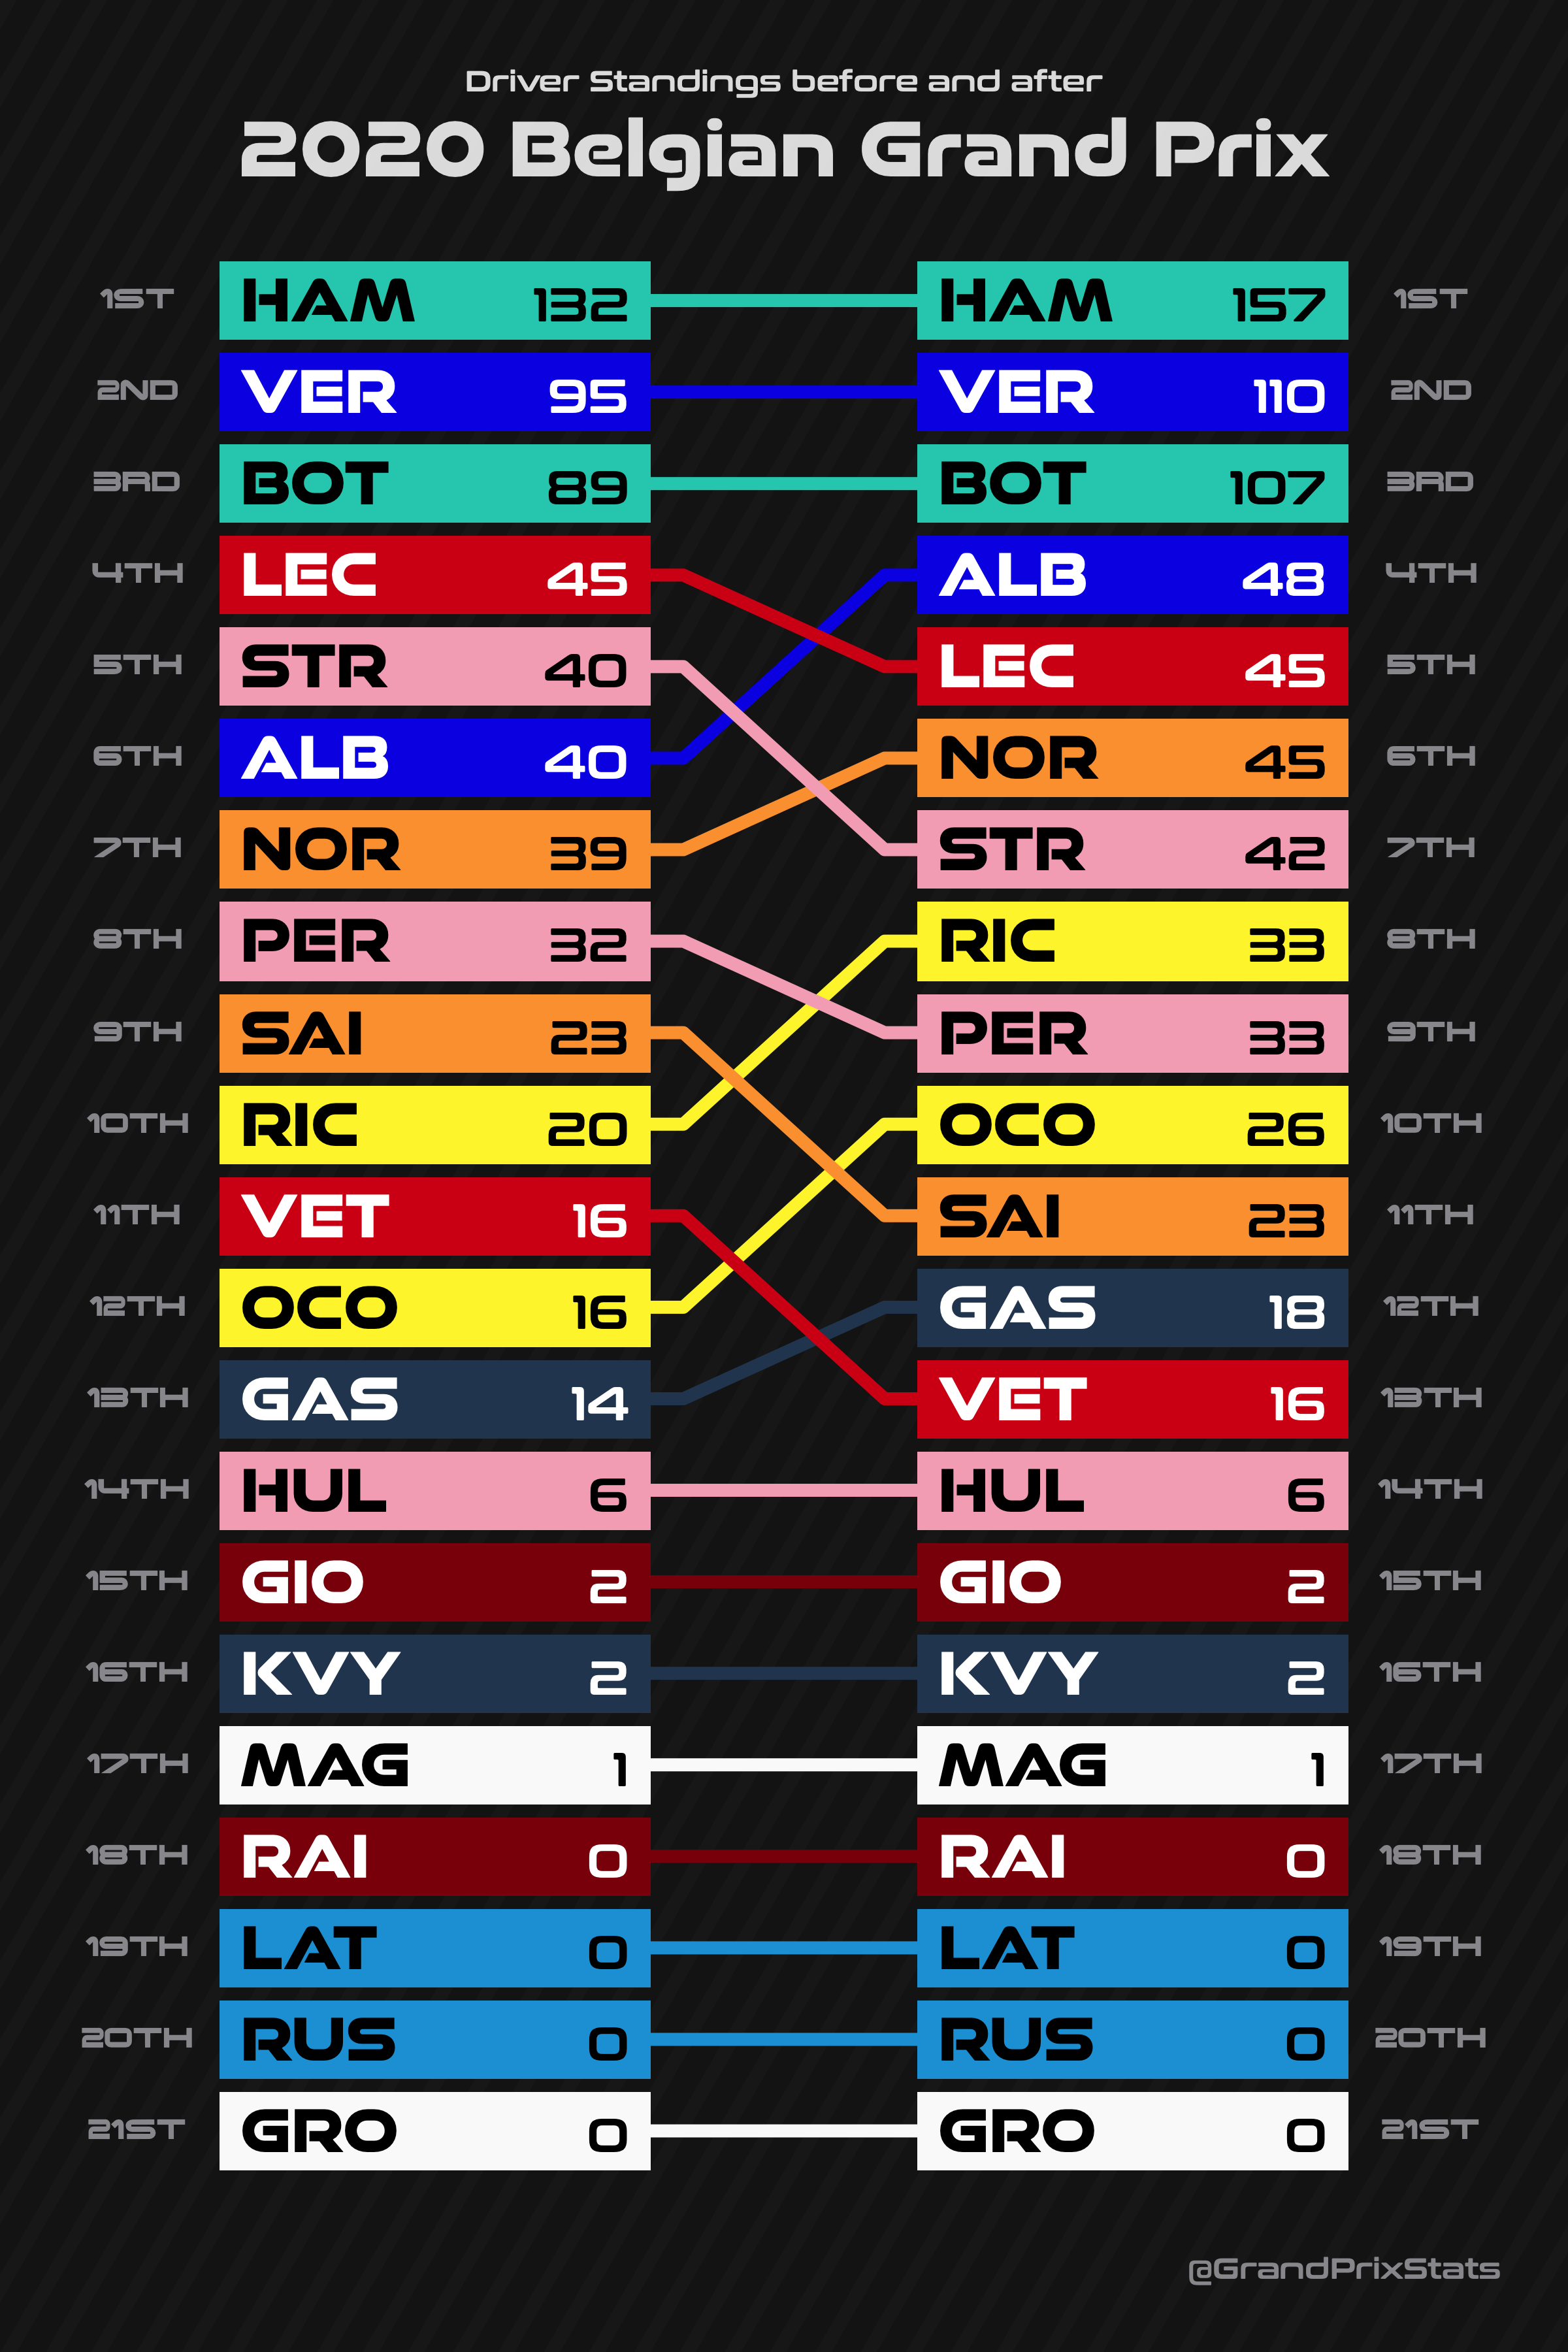 Driver Standings before and after
2020 Belgian Grand Prix
1ST HAM 132 HAM 157 1ST
2ND VER 95 VER 110 2ND
3RD BOT 89 BOT 107 3RD
4TH LEC 45 ALB 48 4TH
5TH STR 40 LEC 45 5TH
6TH ALB 40 NOR 45 6TH
7TH NOR 39 STR 42 7TH
8TH PER 32 RIC 33 8TH
9TH SAI 23 PER 33 9TH
10TH RIC 20 OCO 26 10TH
11TH VET 16 SAI 23 11TH
12TH OCO 16 GAS 18 12TH
13TH GAS 14 VET 16 13TH
14TH HUL 6 HUL 6 14TH
15TH GIO 2 GIO 2 15TH
16TH KVY 2 KVY 2 16TH
17TH MAG 1 MAG 1 17TH
18TH RAI 0 RAI 0 18TH
19TH LAT 0 LAT 0 19TH
20TH RUS 0 RUS 0 20TH
21ST GRO 0 GRO 0 21ST
@GrandPrixStats